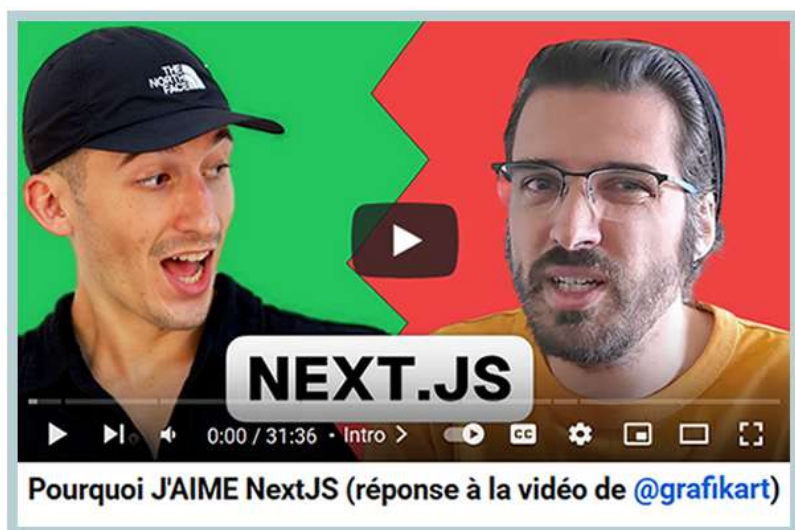 THE
NORTH
FACE
NEXT.JS
0:00 / 31:36 • Intro >
CC
Pourquoi J'AIME NextJS (réponse à la vidéo de @grafikart)